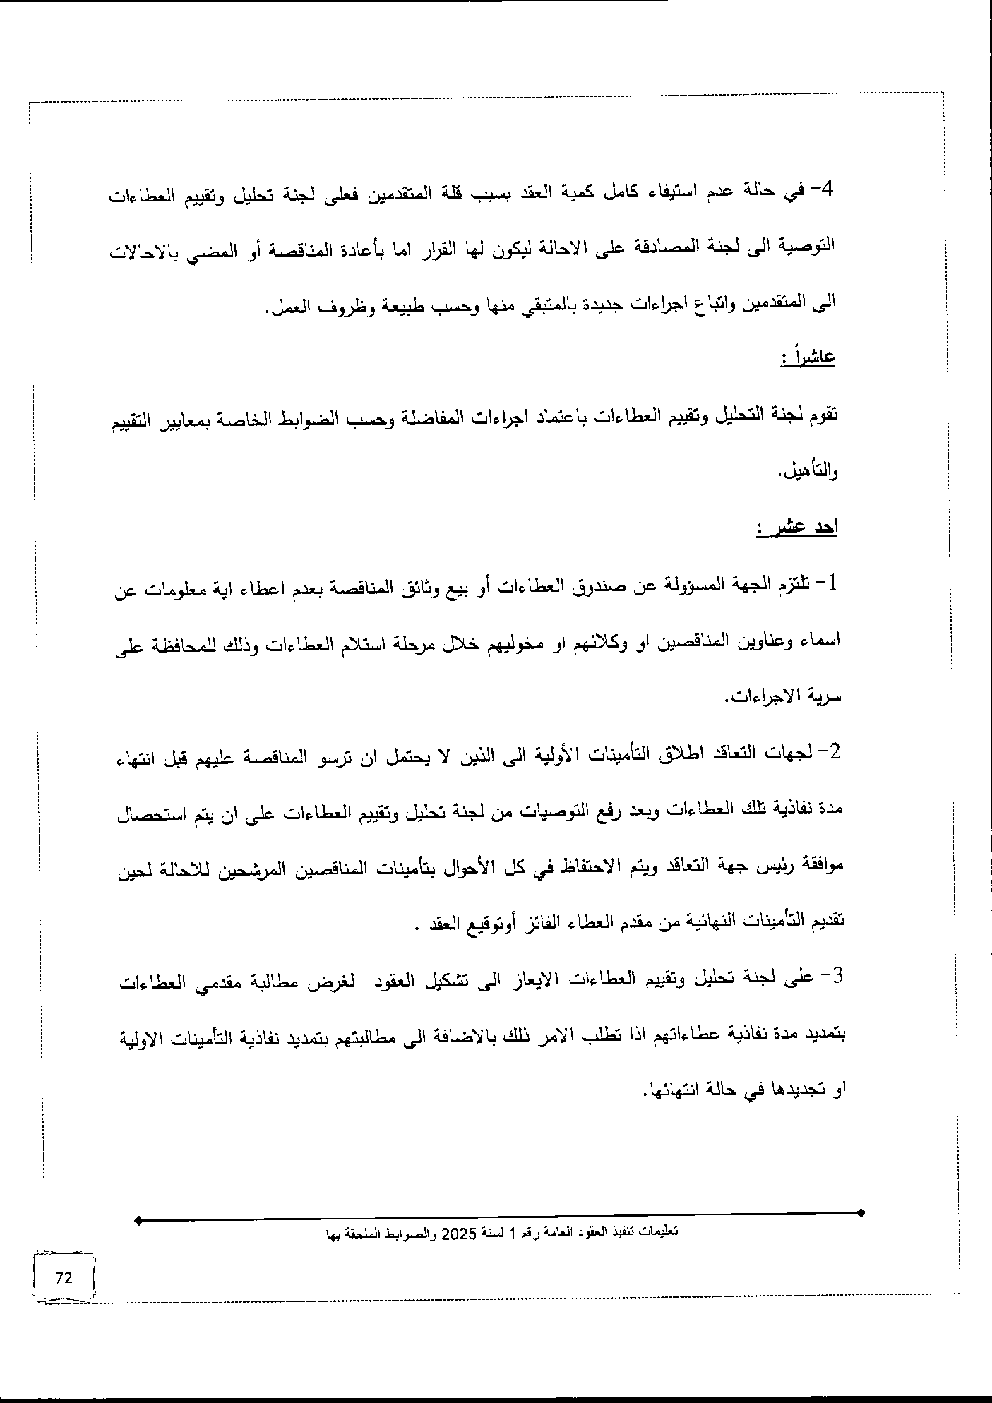 4- في حالة عدم استيفاء كامل كمية العقد بسبب قلة المتقدمين فعلى لجنة تحليل وتقييم العطاءات
التوصية الى لجنة المصادقة على الاحالة ليكون لها القرار اما بأعادة المناقصة أو المضي بالاحالات
الى المتقدمين واتباع اجراءات جديدة بالمتبقي منها وحسب طبيعة وظروف العمل.
عاشراً :
تقوم لجنة التحليل وتقييم العطاءات باعتماد اجراءات المفاضلة وحسب الضوابط الخاصة بمعايير التقييم
والتأهيل.
احد عشر :
1- تلتزم الجهة المسؤولة عن صندوق العطاءات أو بيع وثائق المناقصة بعدم اعطاء اية معلومات عن
اسماء وعناوين المناقصين او وكلائهم او مخوليهم خلال مرحلة استلام العطاءات وذلك للمحافظة على
سرية الاجراءات.
2- لجهات التعاقد اطلاق التأمينات الأولية الى الذين لا يحتمل ان ترسو المناقصة عليهم قبل انتهاء
مدة نفاذية تلك العطاءات وبعد رفع التوصيات من لجنة تحليل وتقييم العطاءات على ان يتم استحصال
موافقة رئيس جهة التعاقد ويتم الاحتفاظ في كل الأحوال بتأمينات المناقصين المرشحين للاحالة لحين
تقديم التأمينات النهائية من مقدم العطاء الفائز أوتوقيع العقد .
3- على لجنة تحليل وتقييم العطاءات الايعاز الى تشكيل العقود لغرض مطالبة مقدمي العطاءات
بتمديد مدة نفاذية عطاءاتهم اذا تطلب الامر ذلك بالاضافة الى مطالبتهم بتمديد نفاذية التأمينات الاولية
او تجديدها في حالة انتهائها.
تعليمات تنفيذ العقود العامة رقم 1 لسنة 2025 والضوابط الملحقة بها
72